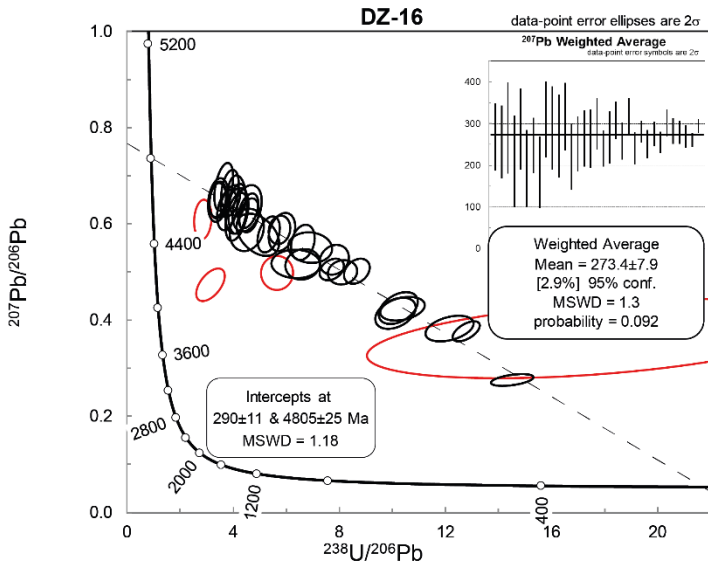 DZ-16
data-point error ellipses are 2σ
²⁰⁷Pb Weighted Average
data-point error symbols are 2σ
400
300
200
100
0
Weighted Average
Mean = 273.4±7.9
[2.9%] 95% conf.
MSWD = 1.3
probability = 0.092
1.0
0.8
0.6
0.4
0.2
0.0
²⁰⁷Pb/²⁰⁶Pb
5200
4400
3600
2800
2000
1200
400
Intercepts at
290±11 & 4805±25 Ma
MSWD = 1.18
0 4 8 12 16 20
²³⁸U/²⁰⁶Pb